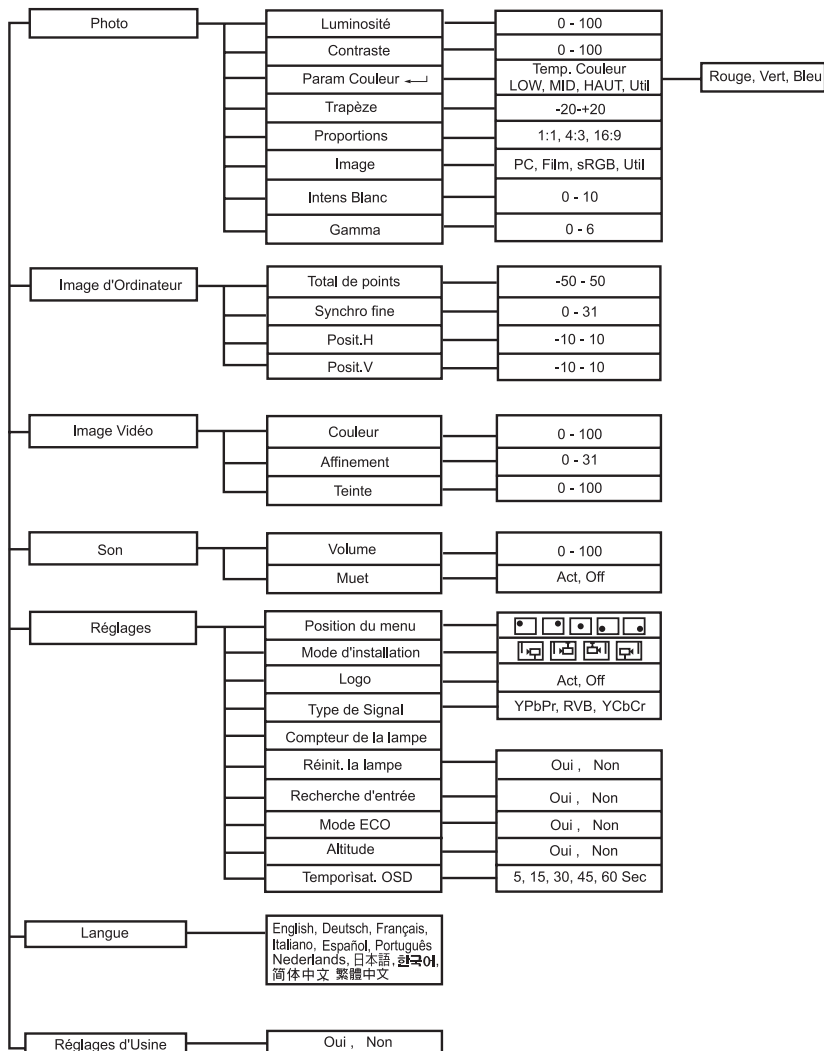 Photo
Luminosité
0 - 100
Contraste
0 - 100
Param Couleur
Temp. Couleur
LOW, MID, HAUT, Util
Rouge, Vert, Bleu
Trapèze
-20-+20
Proportions
1:1, 4:3, 16:9
Image
PC, Film, sRGB, Util
Intens Blanc
0 - 10
Gamma
0 - 6
Image d'Ordinateur
Total de points
-50 - 50
Synchro fine
0 - 31
Posit.H
-10 - 10
Posit.V
-10 - 10
Image Vidéo
Couleur
0 - 100
Affinement
0 - 31
Teinte
0 - 100
Son
Volume
0 - 100
Muet
Act, Off
Réglages
Position du menu
Mode d'installation
Logo
Act, Off
Type de Signal
YPbPr, RVB, YCbCr
Compteur de la lampe
Réinit. la lampe
Oui , Non
Recherche d'entrée
Oui , Non
Mode ECO
Oui , Non
Altitude
Oui , Non
Temporisat. OSD
5, 15, 30, 45, 60 Sec
Langue
English, Deutsch, Français,
Italiano, Español, Português
Nederlands, 日本語, 한국어,
简体中文 繁體中文
Réglages d'Usine
Oui , Non